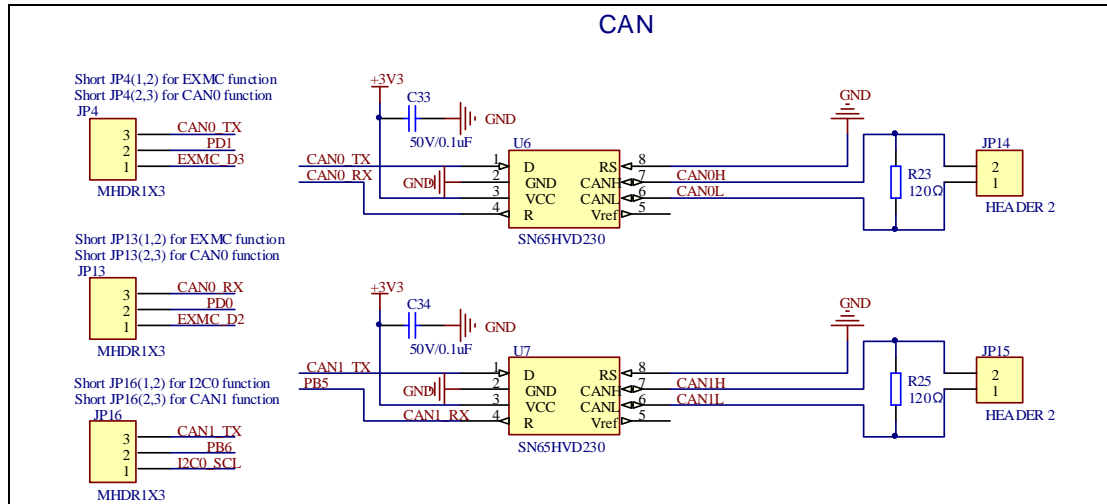 CAN
Short JP4(1,2) for EXMC function
Short JP4(2,3) for CAN0 function
JP4
3 CAN0_TX
2 PD1
1 EXMC_D3
MHDR1X3
Short JP13(1,2) for EXMC function
Short JP13(2,3) for CAN0 function
JP13
3 CAN0_RX
2 PD0
1 EXMC_D2
MHDR1X3
Short JP16(1,2) for I2C0 function
Short JP16(2,3) for CAN1 function
JP16
3 CAN1_TX
2 PB6
1 I2C0_SCL
MHDR1X3
+3V3
C33
GND
50V/0.1uF
U6
CAN0_TX 1 D RS 8
CAN0_RX GND 2 GND CANH 7 CAN0H
3 VCC CANL 6 CAN0L
4 R Vref 5
SN65HVD230
GND
R23
120Ω
JP14
2
1
HEADER 2
+3V3
C34
GND
50V/0.1uF
U7
CAN1_TX 1 D RS 8
PB5 GND 2 GND CANH 7 CAN1H
3 VCC CANL 6 CAN1L
CAN1_RX 4 R Vref 5
SN65HVD230
GND
R25
120Ω
JP15
2
1
HEADER 2